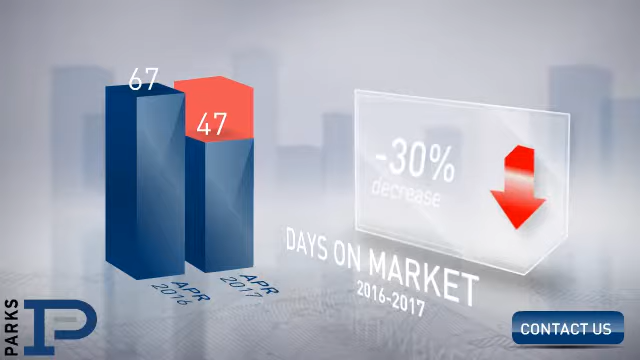 67
47
APR
2016
APR
2017
-30%
decrease
DAYS ON MARKET
2016-2017
PARKS
P
CONTACT US